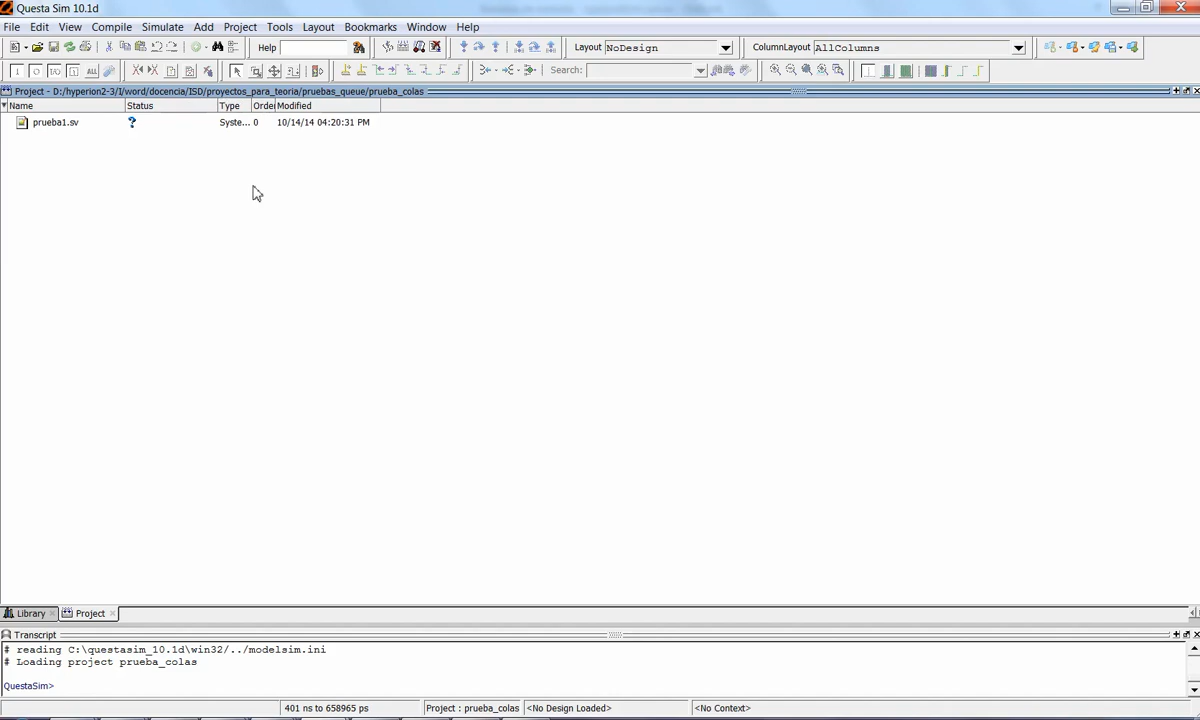 Questa Sim 10.1d
File Edit View Compile Simulate Add Project Tools Layout Bookmarks Window Help
Help Layout NoDesign ColumnLayout AllColumns
Search:
Project - D:/hyperion2-3/I/word/docencia/ISD/proyectos_para_teoria/pruebas_queue/prueba_colas
Name Status Type Order Modified
prueba1.sv ? Syste... 0 10/14/14 04:20:31 PM
Library Project
Transcript
# reading C:\questasim_10.1d\win32/../modelsim.ini
# Loading project prueba_colas
QuestaSim>
401 ns to 658965 ps Project : prueba_colas <No Design Loaded> <No Context>